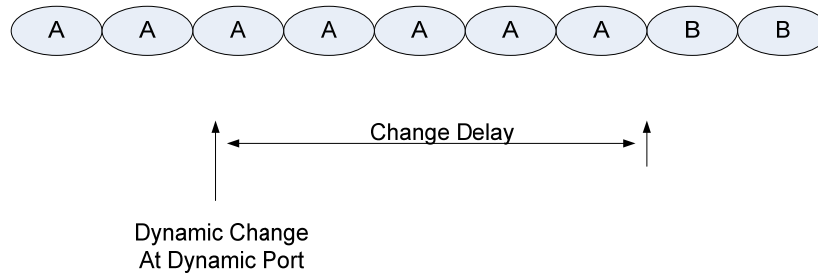 A A A A A A A B B
Change Delay
Dynamic Change
At Dynamic Port